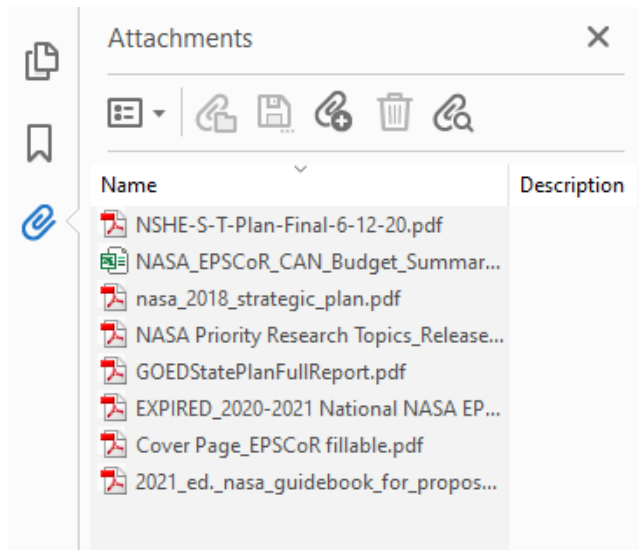 Attachments
Name Description
NSHE-S-T-Plan-Final-6-12-20.pdf
NASA_EPSCoR_CAN_Budget_Summar...
nasa_2018_strategic_plan.pdf
NASA Priority Research Topics_Release...
GOEDStatePlanFullReport.pdf
EXPIRED_2020-2021 National NASA EP...
Cover Page_EPSCoR fillable.pdf
2021_ed._nasa_guidebook_for_propos...